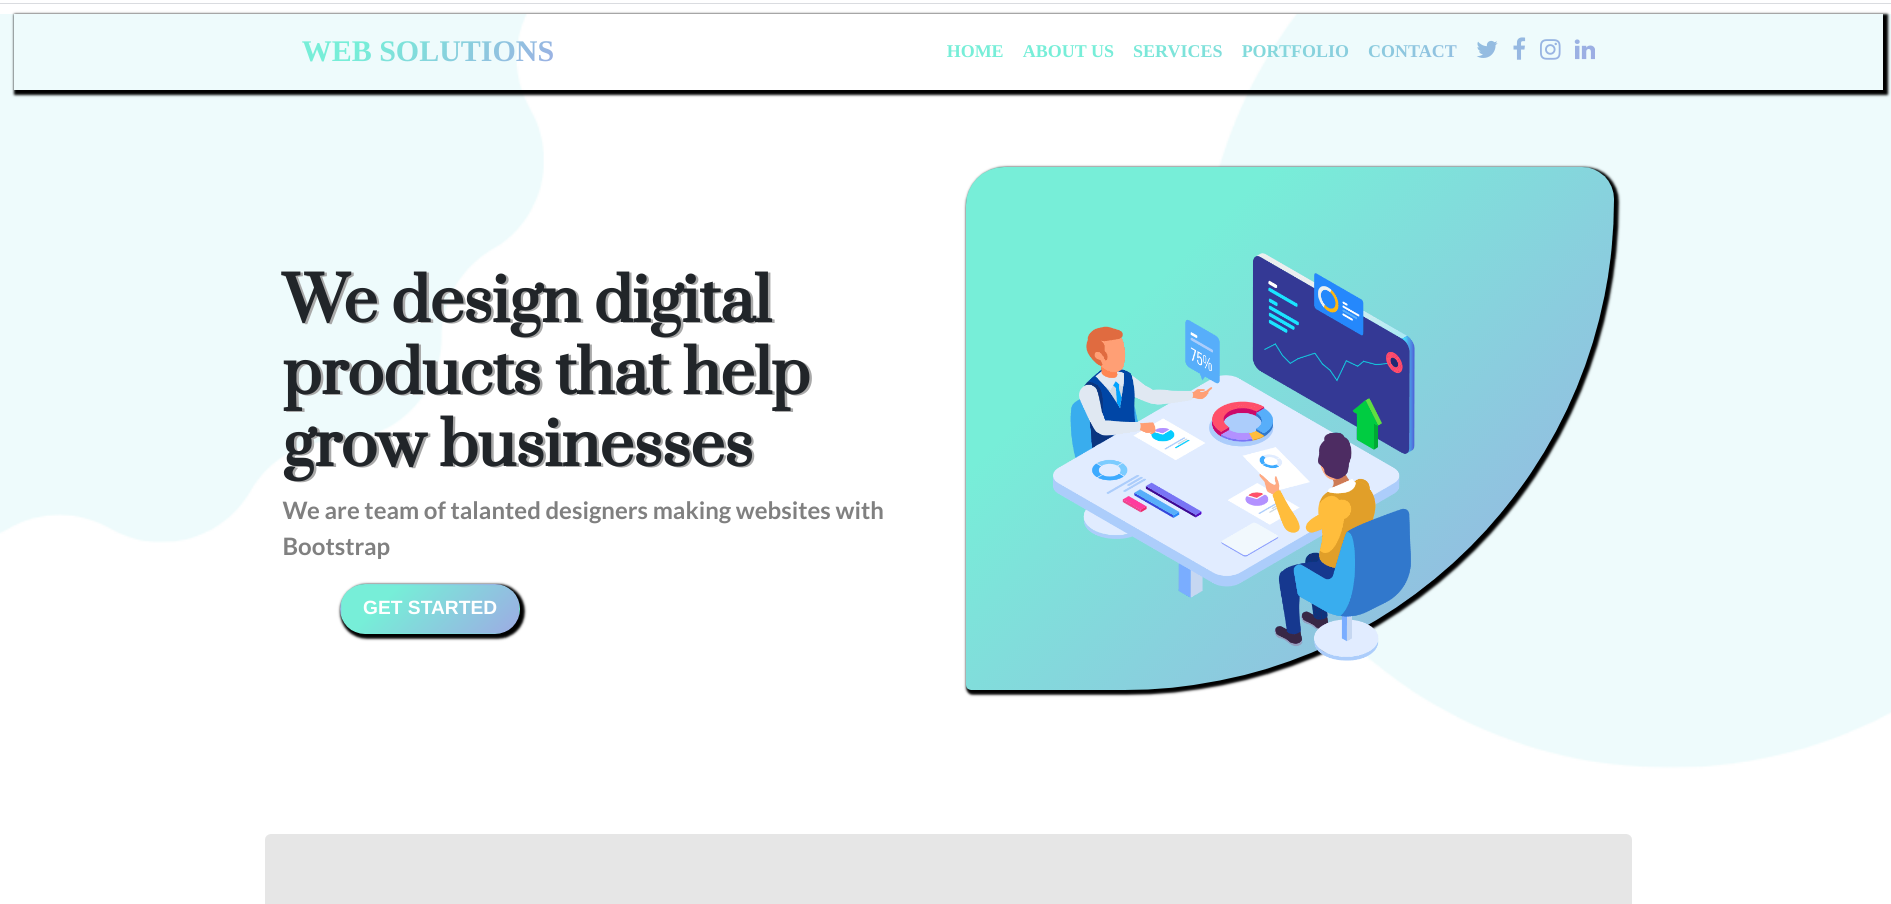 WEB SOLUTIONS
HOME ABOUT US SERVICES PORTFOLIO CONTACT
We design digital
products that help
grow businesses
We are team of talanted designers making websites with
Bootstrap
GET STARTED
75%